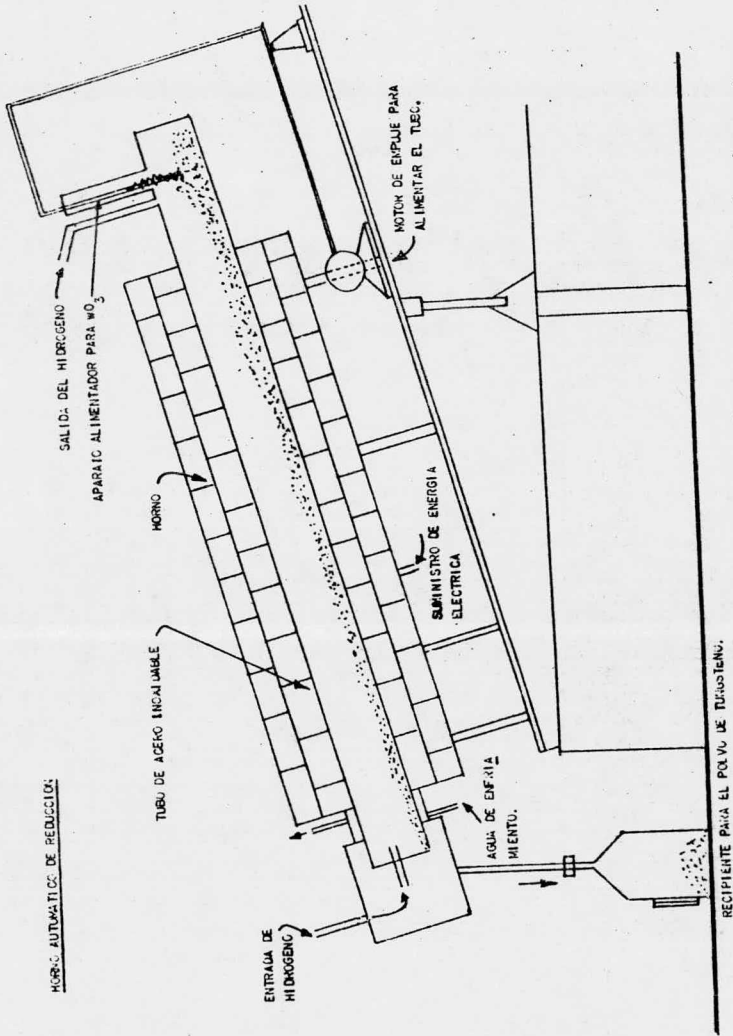 HORNO AUTOMATICO DE REDUCCION
SALIDA DEL HIDROGENO
APARATO ALIMENTADOR PARA WO3
HORNO
TUBO DE ACERO INOXIDABLE
ENTRADA DE
HIDROGENO
MOTOR DE EMPUJE PARA
ALIMENTAR EL TUBO.
SUMINISTRO DE ENERGIA
ELECTRICA
AGUA DE ENFRIA
MIENTO.
RECIPIENTE PARA EL POLVO DE TUNGSTENO.